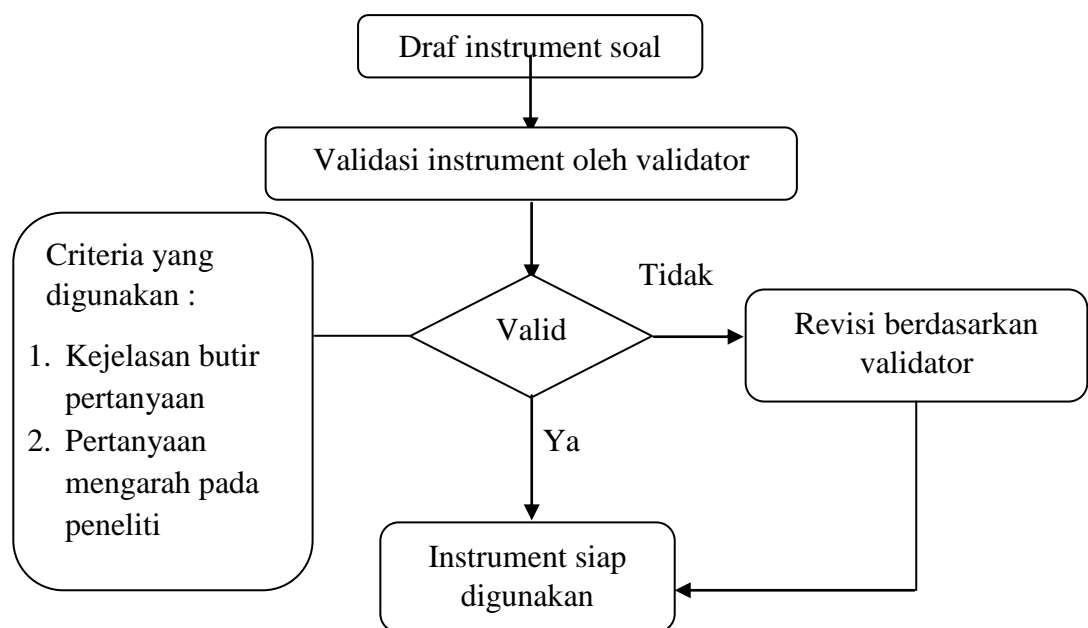 Draf instrument soal
Validasi instrument oleh validator
Criteria yang
digunakan :
1. Kejelasan butir
pertanyaan
2. Pertanyaan
mengarah pada
peneliti
Valid
Tidak
Revisi berdasarkan
validator
Ya
Instrument siap
digunakan